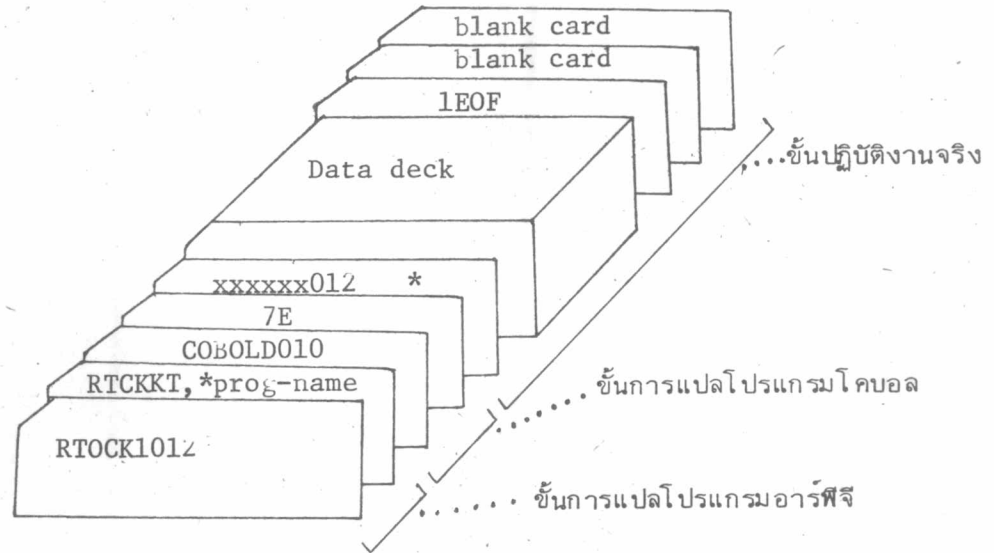 blank card
blank card
1EOF
Data deck
ขั้นปฏิบัติงานจริง
xxxxxx012 *
7E
COBOLD010
RTCKKT,*prog-name
RTOCK1012
ขั้นการแปลโปรแกรมโคบอล
ขั้นการแปลโปรแกรมอาร์พีจี